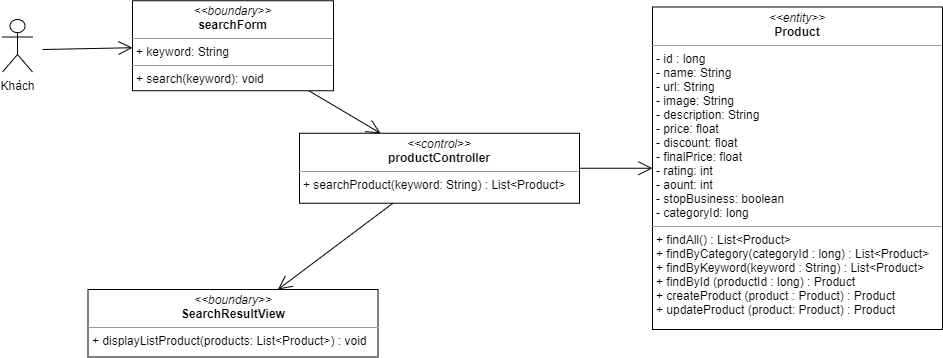 <<boundary>>
searchForm
+ keyword: String
+ search(keyword): void
Khách
<<control>>
productController
+ searchProduct(keyword: String) : List<Product>
<<boundary>>
SearchResultView
+ displayListProduct(products: List<Product>) : void
<<entity>>
Product
- id : long
- name: String
- url: String
- image: String
- description: String
- price: float
- discount: float
- finalPrice: float
- rating: int
- aount: int
- stopBusiness: boolean
- categoryId: long
+ findAll() : List<Product>
+ findByCategory(categoryId : long) : List<Product>
+ findByKeyword(keyword : String) : List<Product>
+ findById (productId : long) : Product
+ createProduct (product : Product) : Product
+ updateProduct (product: Product) : Product